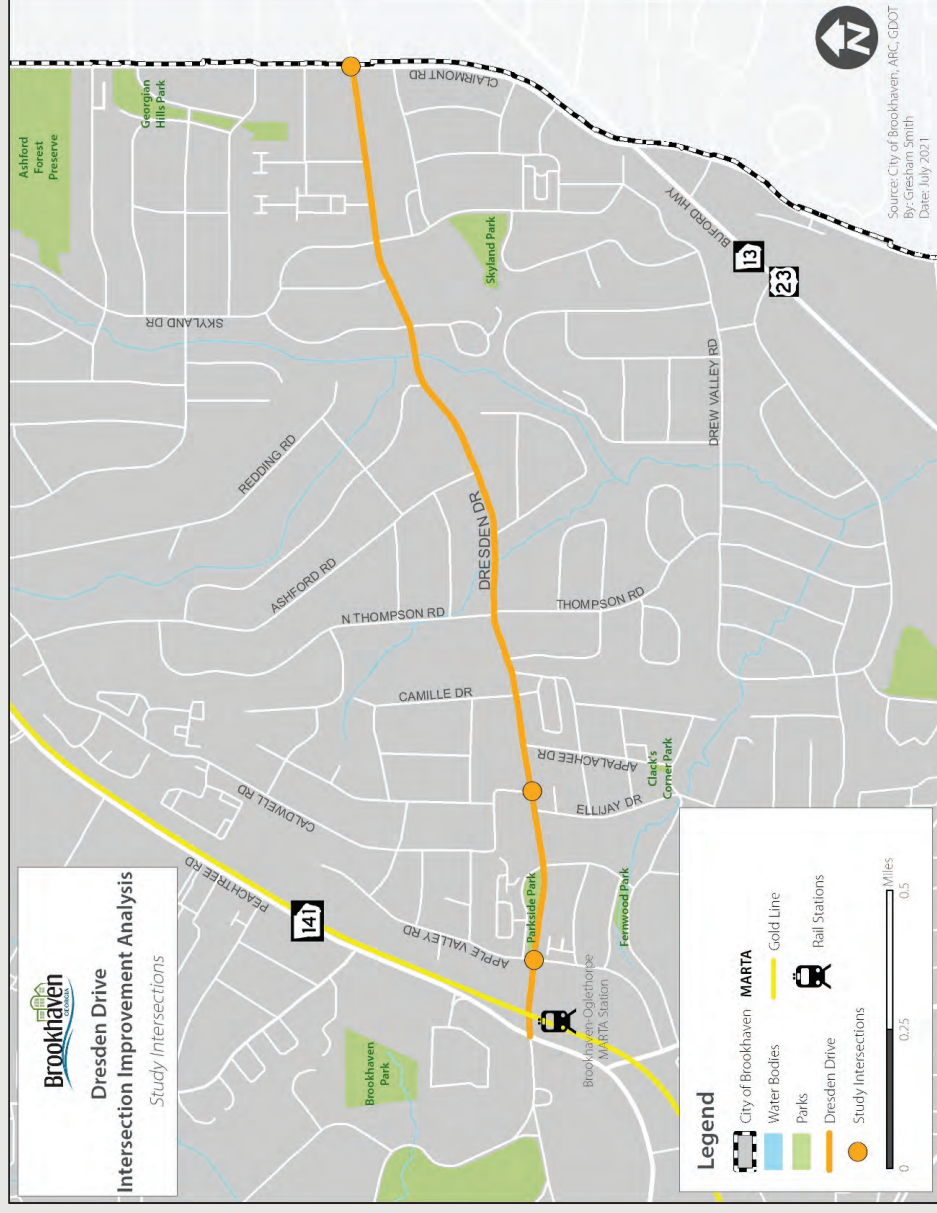 Brookhaven
GEORGIA
Dresden Drive
Intersection Improvement Analysis
Study Intersections
Ashford
Forest
Preserve
Georgian
Hills Park
CLAIRMONT RD
SKYLAND DR
Skyland Park
BUFORD HWY
13
23
REDDING RD
ASHFORD RD
N THOMPSON RD
DRESDEN DR
THOMPSON RD
DREW VALLEY RD
CAMILLE DR
APPALACHEE DR
Clack's
Corner Park
ELLIJAY DR
CALDWELL RD
PEACHTREE RD
141
APPLE VALLEY RD
Parkside Park
Fernwood Park
Brookhaven
Park
Brookhaven-Oglethorpe
MARTA Station
Legend
City of Brookhaven
Water Bodies
Parks
Dresden Drive
Study Intersections
MARTA
Gold Line
Rail Stations
0 0.25 0.5
Miles
N
Source: City of Brookhaven, ARC, GDOT
By: Gresham Smith
Date: July 2021